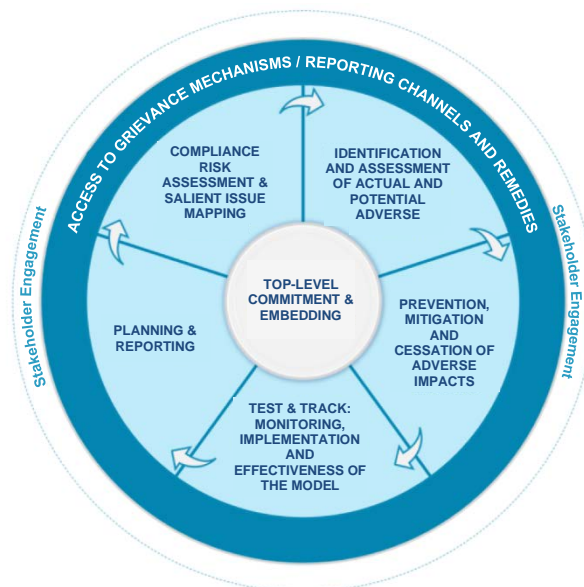 ACCESS TO GRIEVANCE MECHANISMS / REPORTING CHANNELS AND REMEDIES
Stakeholder Engagement
Stakeholder Engagement
COMPLIANCE
RISK
ASSESSMENT &
SALIENT ISSUE
MAPPING
IDENTIFICATION
AND ASSESSMENT
OF ACTUAL AND
POTENTIAL
ADVERSE
TOP-LEVEL
COMMITMENT &
EMBEDDING
PLANNING &
REPORTING
PREVENTION,
MITIGATION
AND
CESSATION OF
ADVERSE
IMPACTS
TEST & TRACK:
MONITORING,
IMPLEMENTATION
AND
EFFECTIVENESS OF
THE MODEL